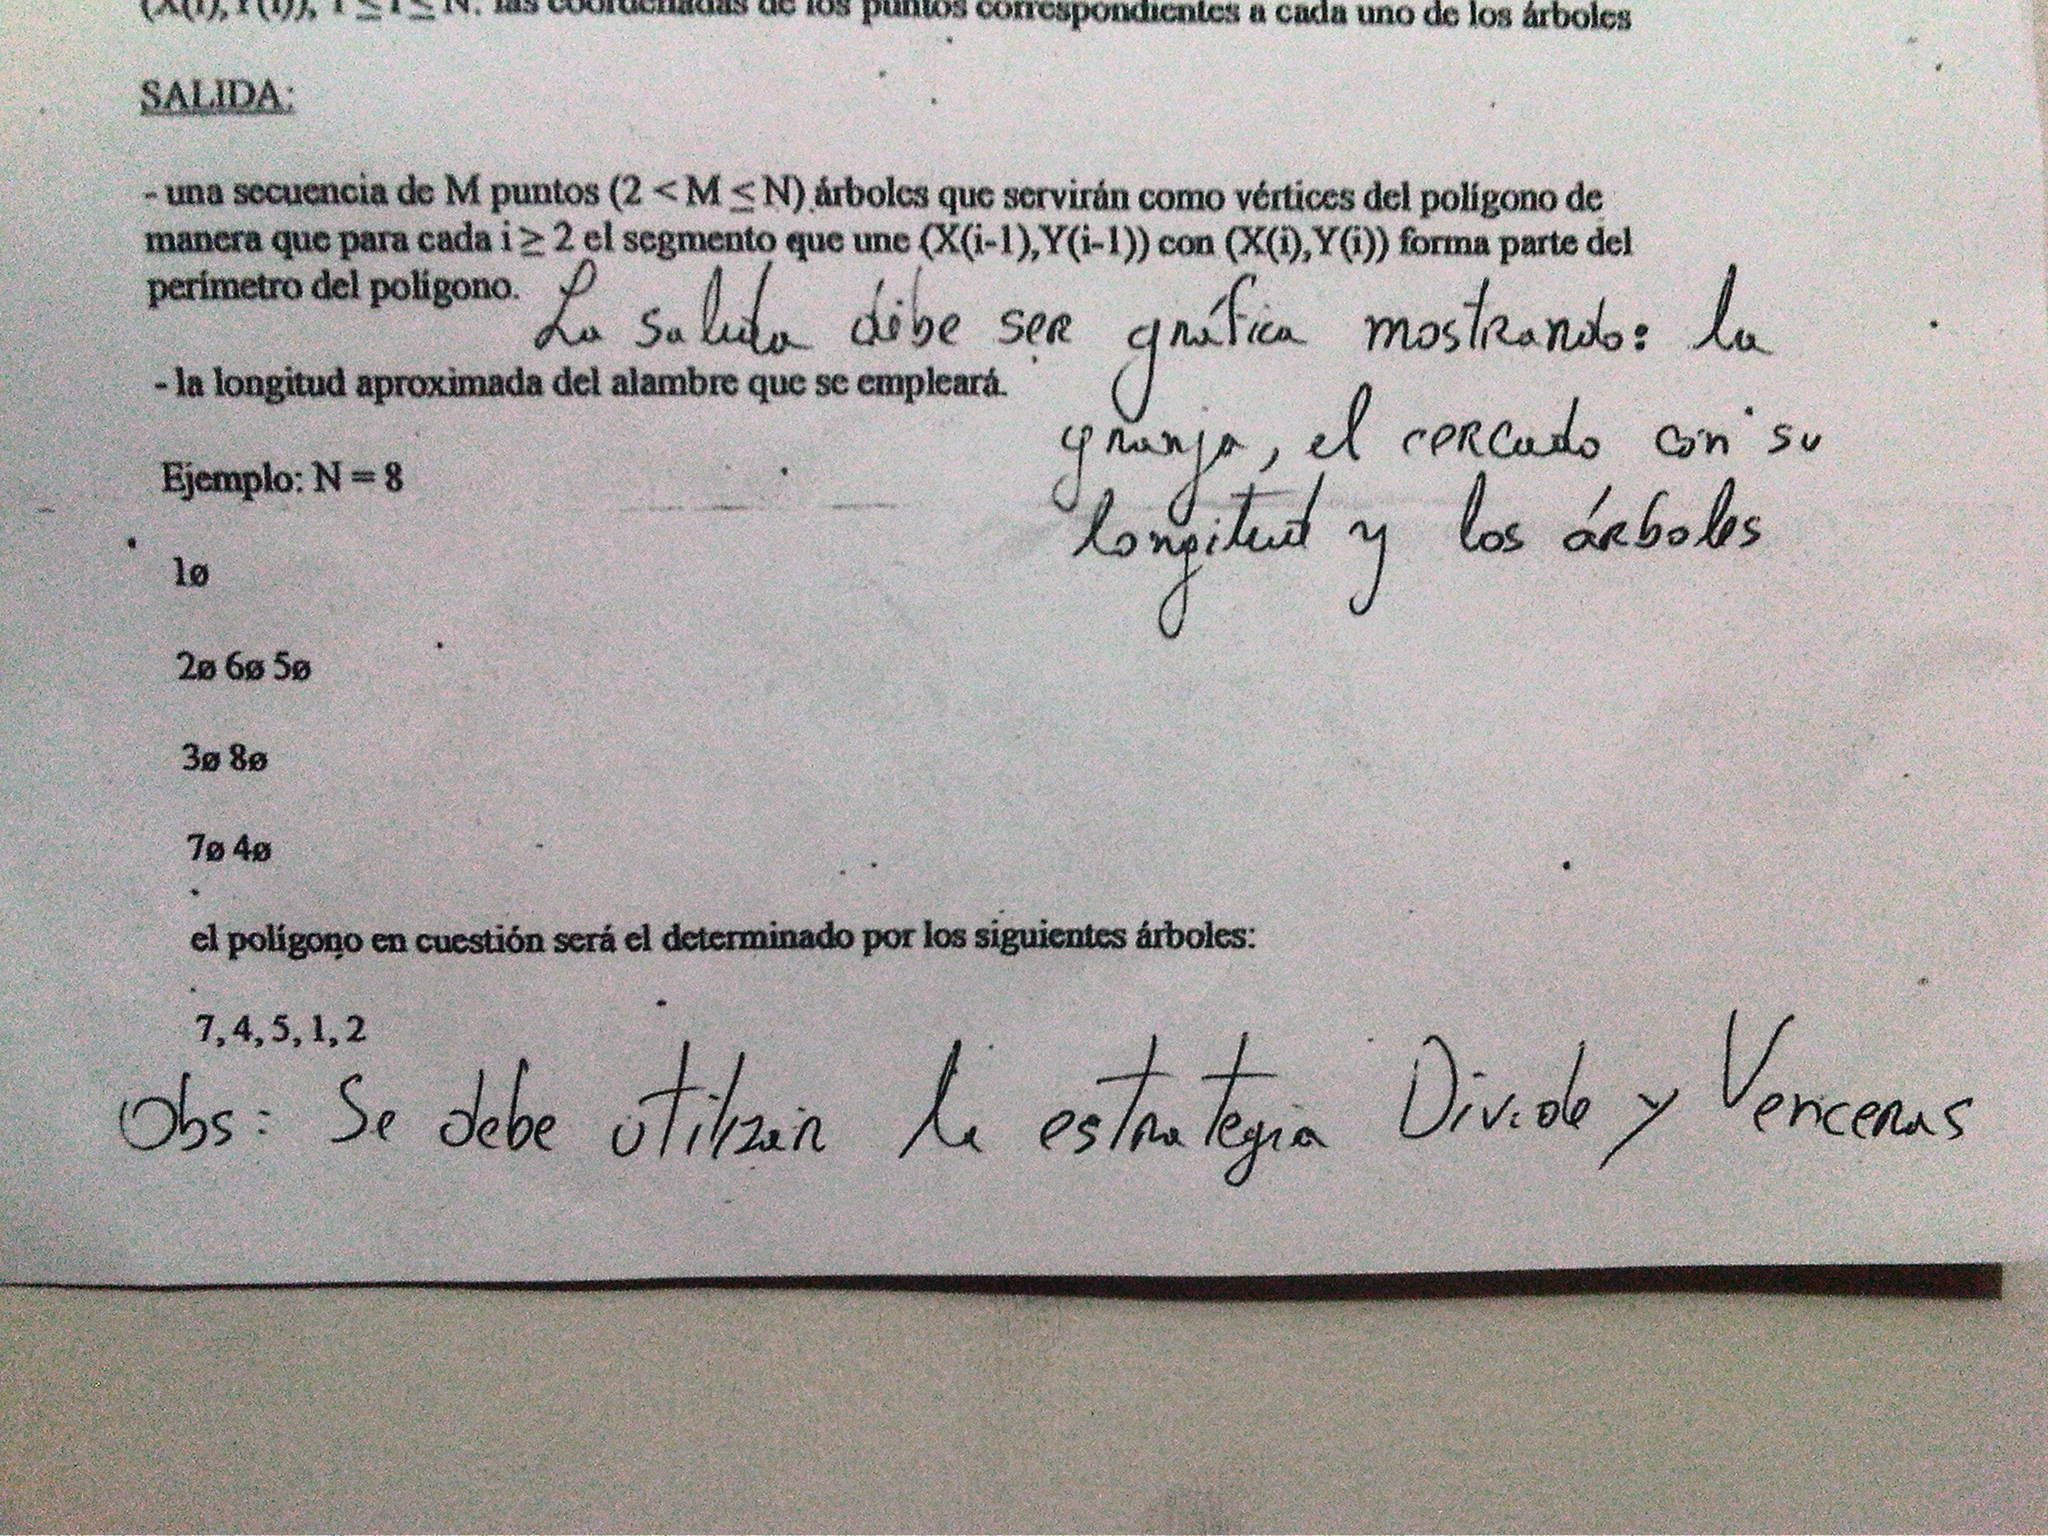 (X(i),Y(i)), 1 ≤ i ≤ N: las coordenadas de los puntos correspondientes a cada uno de los árboles
SALIDA:
- una secuencia de M puntos (2 < M ≤ N) árboles que servirán como vértices del polígono de
manera que para cada i ≥ 2 el segmento que une (X(i-1),Y(i-1)) con (X(i),Y(i)) forma parte del
perímetro del polígono.
La salida debe ser gráfica mostrando: la
- la longitud aproximada del alambre que se empleará.
granja, el cercado con su
Ejemplo: N = 8
longitud y los árboles
1ø
2ø 6ø 5ø
3ø 8ø
7ø 4ø
el polígono en cuestión será el determinado por los siguientes árboles:
7, 4, 5, 1, 2
Obs: Se debe utilizar la estrategia Divide y Venceras